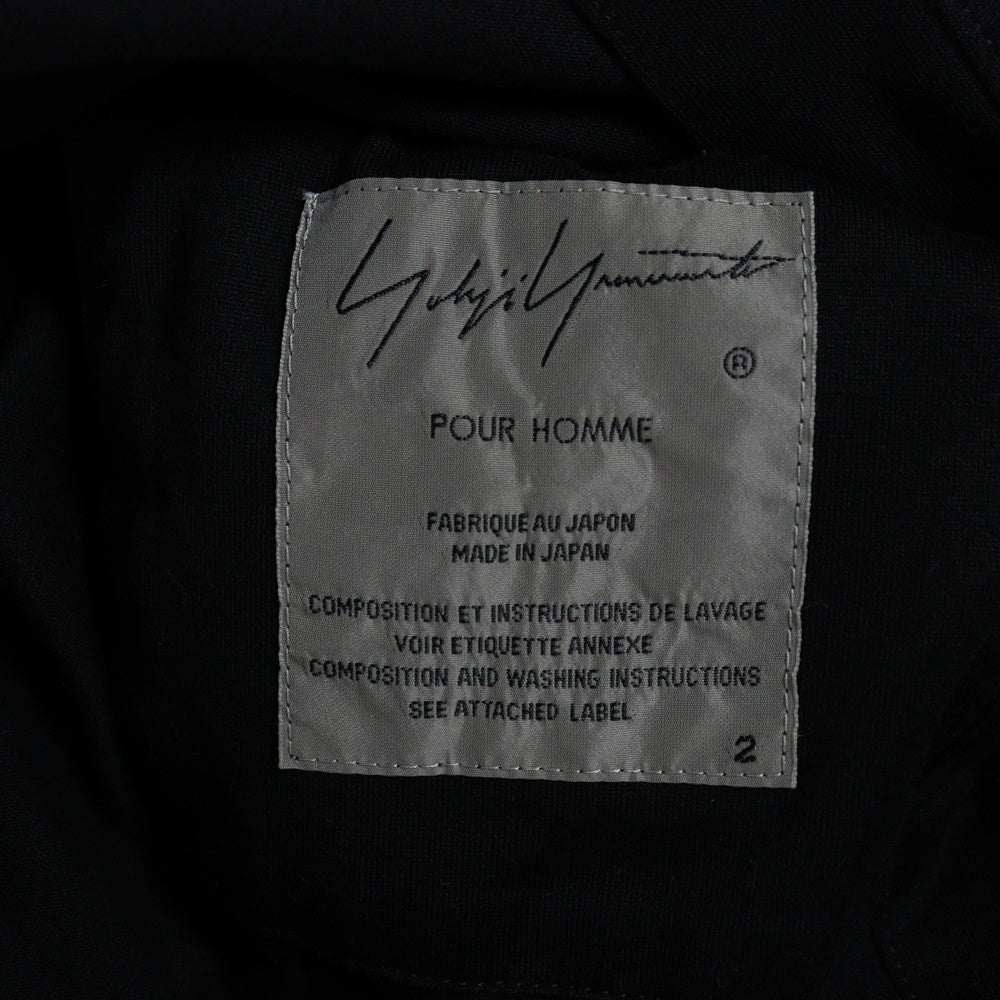 Yohji Yamamoto
®
POUR HOMME
FABRIQUE AU JAPON
MADE IN JAPAN
COMPOSITION ET INSTRUCTIONS DE LAVAGE
VOIR ETIQUETTE ANNEXE
COMPOSITION AND WASHING INSTRUCTIONS
SEE ATTACHED LABEL
2